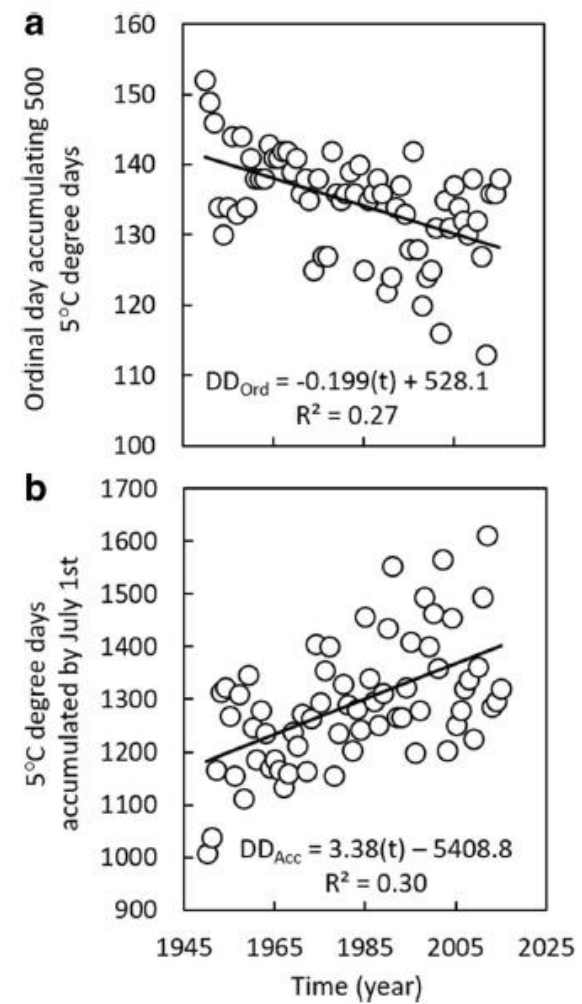 a
Ordinal day accumulating 500
5°C degree days
160
150
140
130
120
110
100
DD_Ord = -0.199(t) + 528.1
R² = 0.27
b
5°C degree days
accumulated by July 1st
1700
1600
1500
1400
1300
1200
1100
1000
900
DD_Acc = 3.38(t) – 5408.8
R² = 0.30
1945 1965 1985 2005 2025
Time (year)